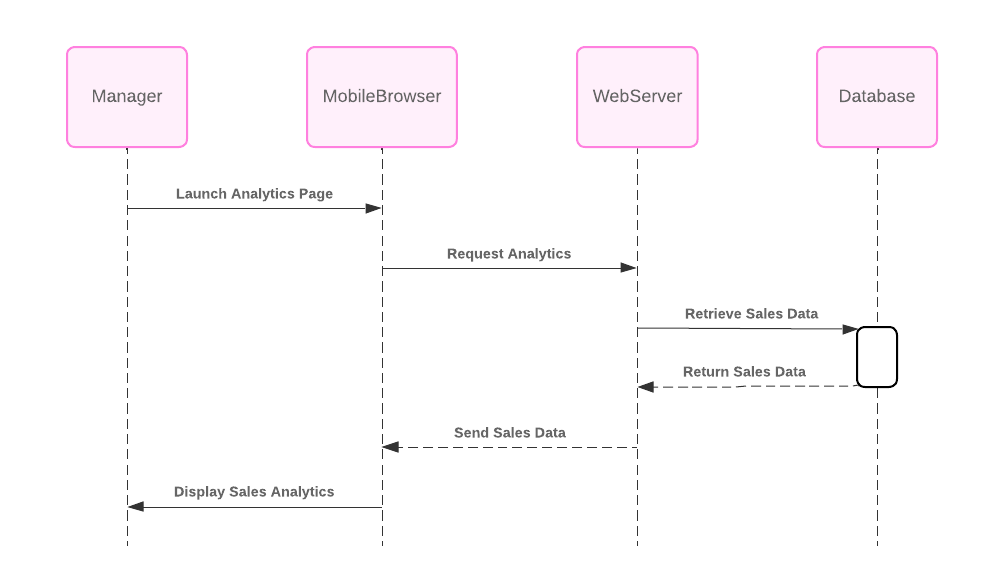 Manager
MobileBrowser
WebServer
Database
Launch Analytics Page
Request Analytics
Retrieve Sales Data
Return Sales Data
Send Sales Data
Display Sales Analytics